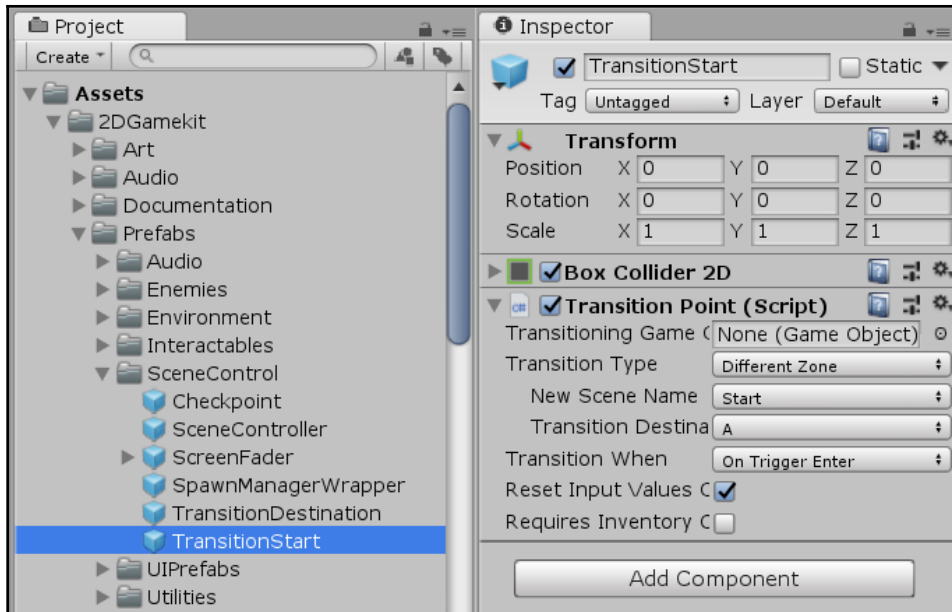 Project
Create
Assets
2DGamekit
Art
Audio
Documentation
Prefabs
Audio
Enemies
Environment
Interactables
SceneControl
Checkpoint
SceneController
ScreenFader
SpawnManagerWrapper
TransitionDestination
TransitionStart
UIPrefabs
Utilities
Inspector
TransitionStart Static
Tag Untagged Layer Default
Transform
Position X 0 Y 0 Z 0
Rotation X 0 Y 0 Z 0
Scale X 1 Y 1 Z 1
Box Collider 2D
c# Transition Point (Script)
Transitioning Game None (Game Object)
Transition Type Different Zone
New Scene Name Start
Transition Destina A
Transition When On Trigger Enter
Reset Input Values
Requires Inventory
Add Component